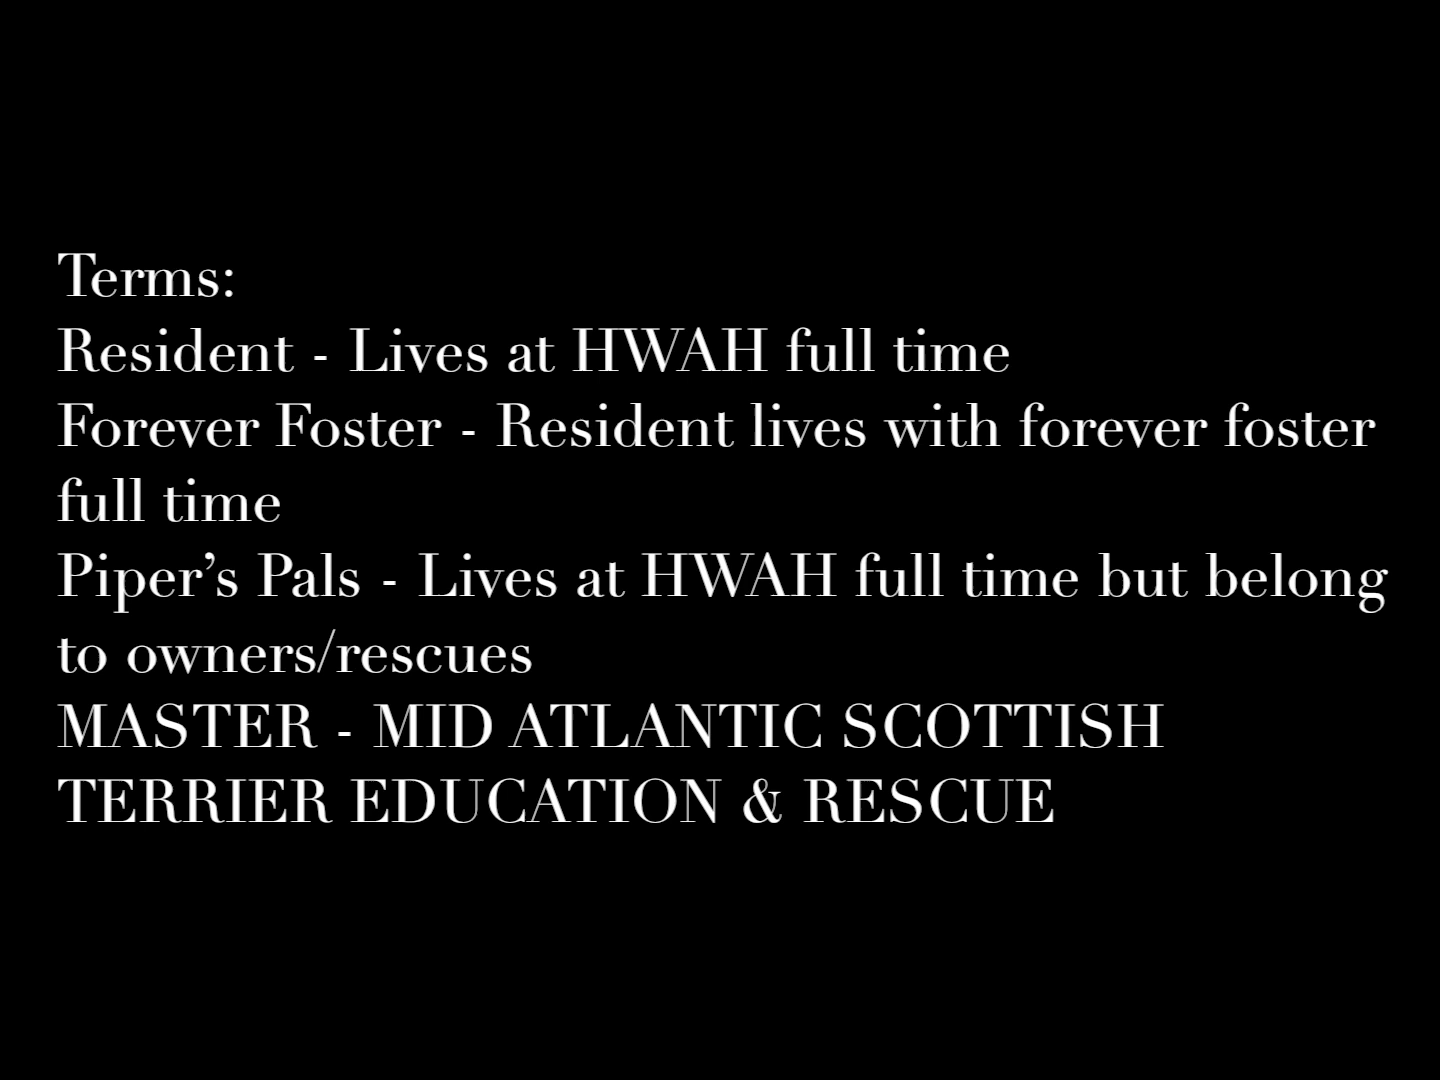 Terms:
Resident - Lives at HWAH full time
Forever Foster - Resident lives with forever foster
full time
Piper’s Pals - Lives at HWAH full time but belong
to owners/rescues
MASTER - MID ATLANTIC SCOTTISH
TERRIER EDUCATION & RESCUE